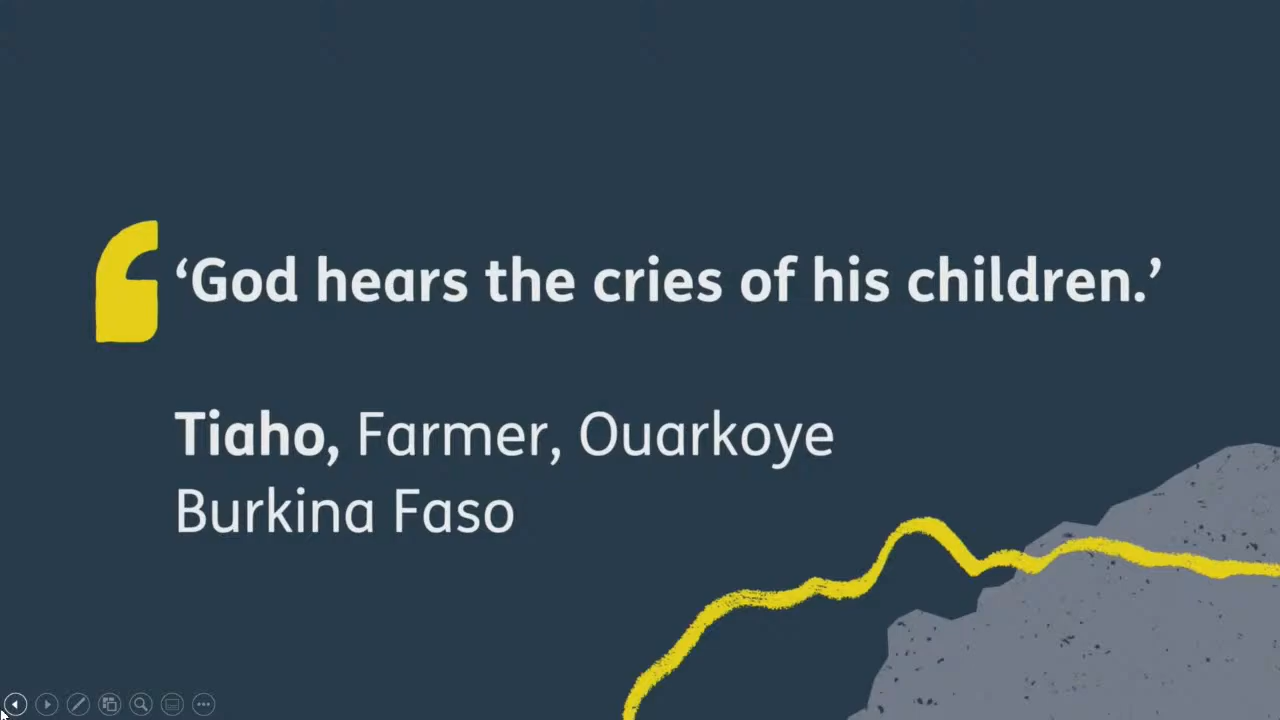 ‘God hears the cries of his children.’
Tiaho, Farmer, Ouarkoye
Burkina Faso